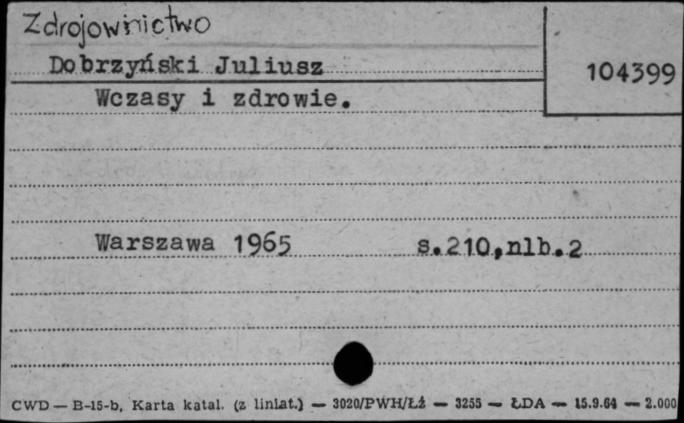 Zdrojownictwo
Dobrzyński Juliusz
104399
Wczasy i zdrowie.
Warszawa 1965 s.210,nlb.2
CWD — B-15-b, Karta katal. (z liniat.) — 3020/PWH/ŁŻ — 3255 — ŁDA — 15.9.64 — 2.000